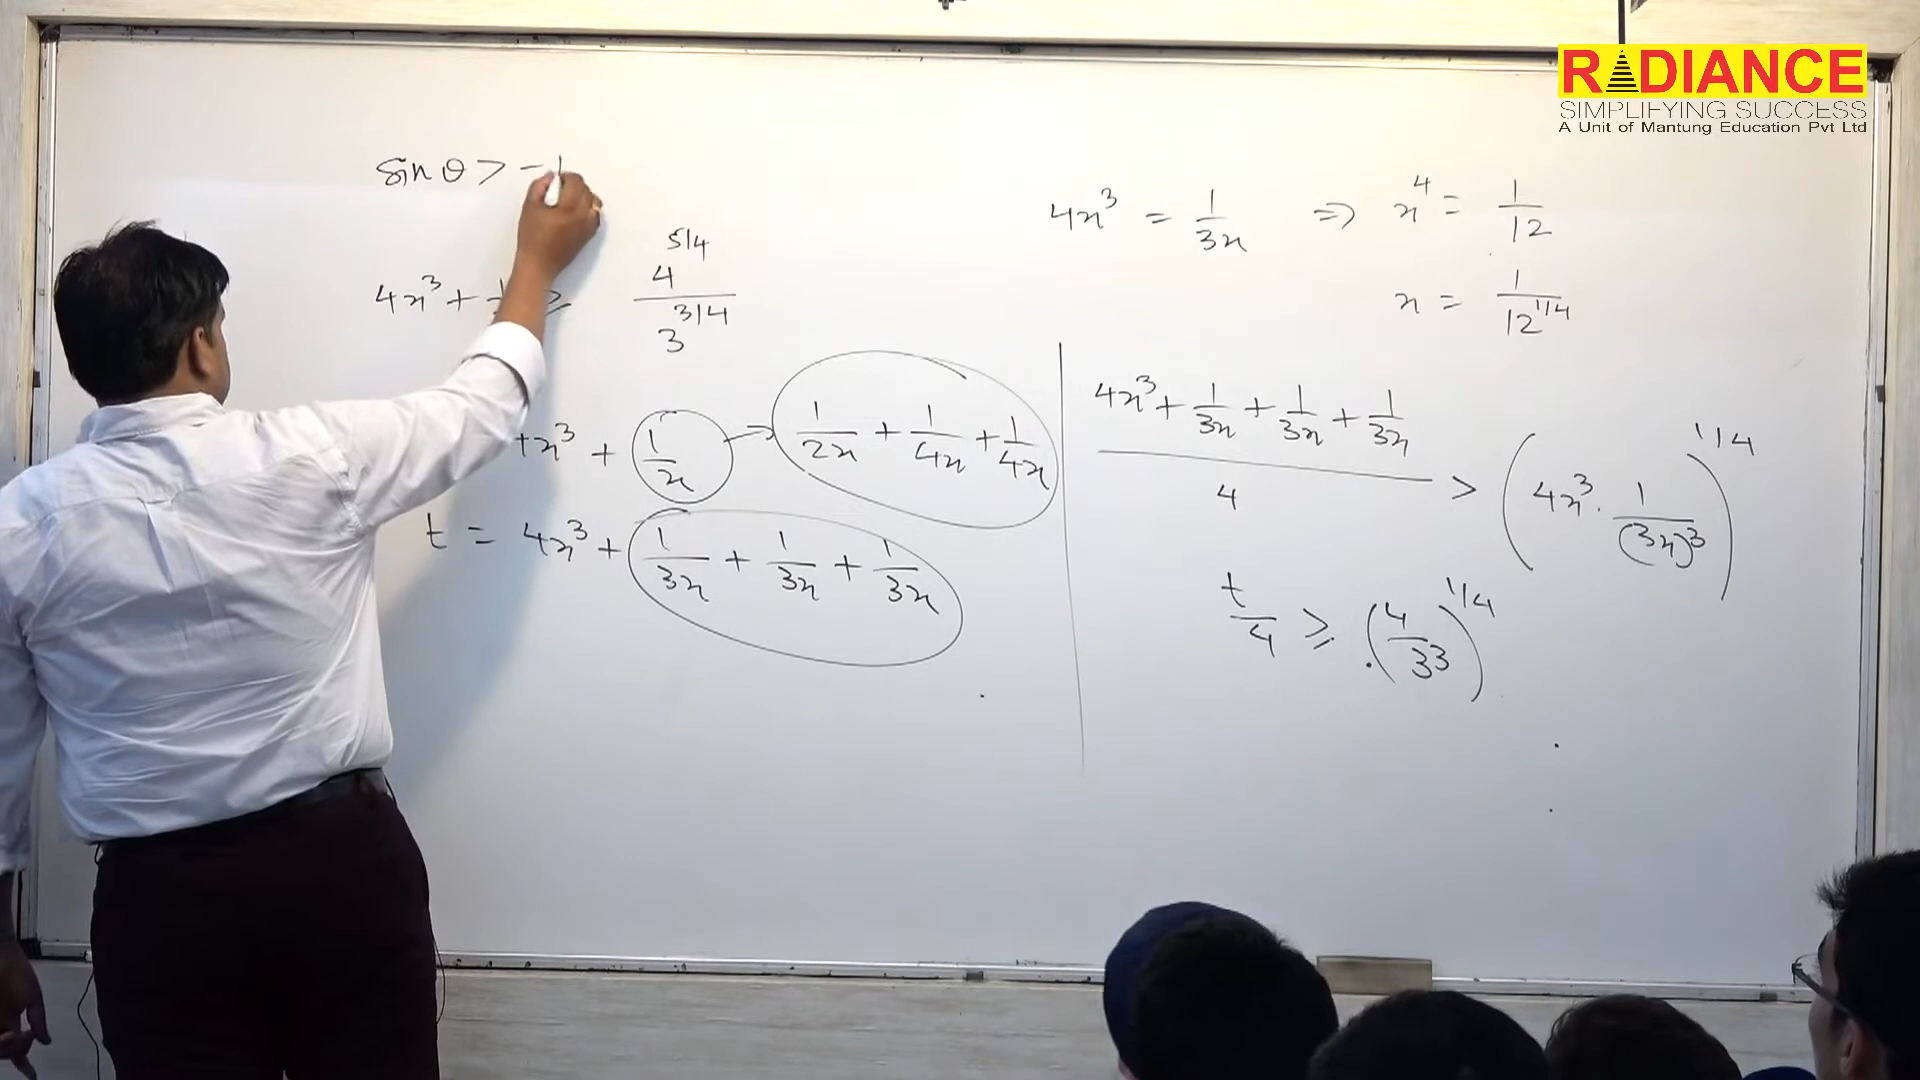 RADIANCE
SIMPLIFYING SUCCESS
A Unit of Mantung Education Pvt Ltd
sin θ > -1
4x³ + 1 ≥ 4^5/4 / 3^3/4
x³ + 1/x → 1/2x + 1/4x + 1/4x
t = 4x³ + 1/3x + 1/3x + 1/3x
4x³ = 1/3x ⇒ x⁴ = 1/12
x = 1/12^1/4
(4x³ + 1/3x + 1/3x + 1/3x)/4 > (4x³ · 1/(3x)³)^1/4
t/4 ≥ (4/3³)^1/4